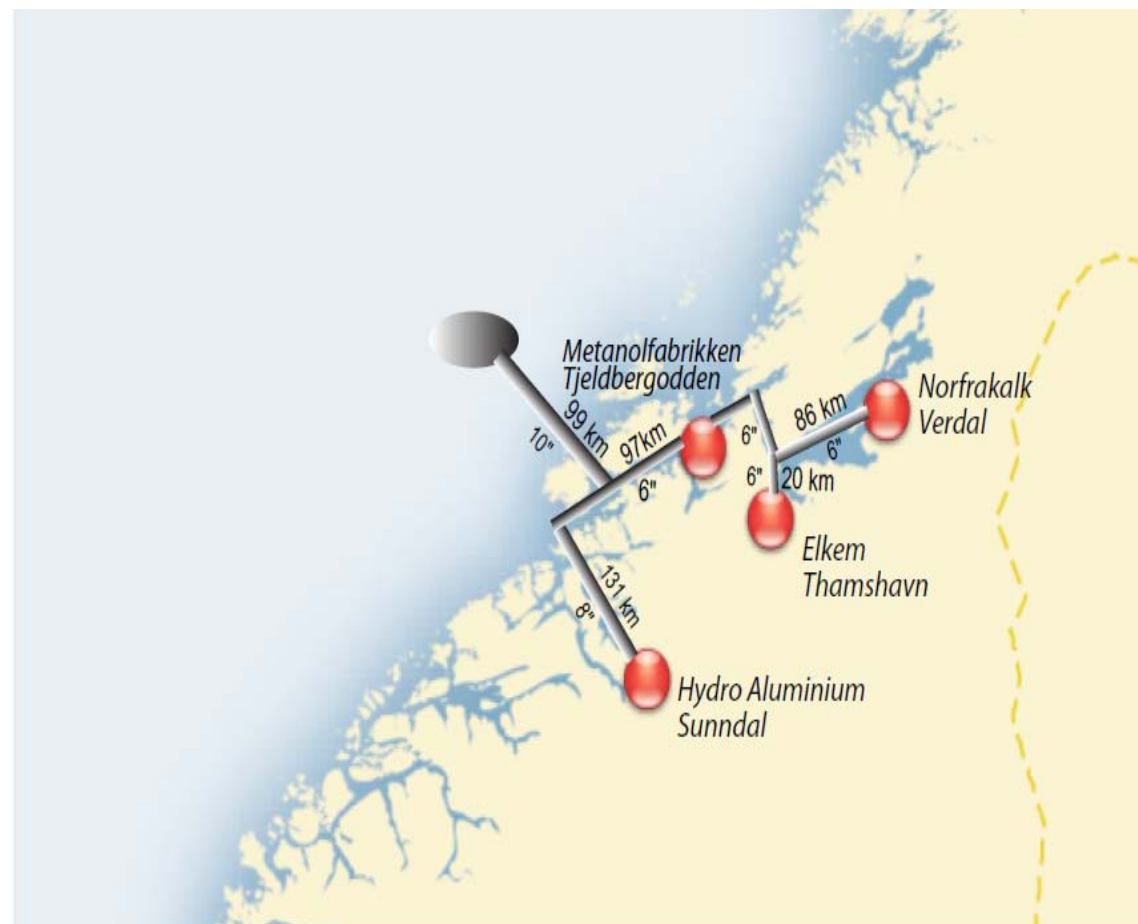 Metanolfabrikken
Tjeldbergodden
Norfrakalk
Verdal
99 km
10"
97km
6"
6"
86 km
6"
6"
20 km
Elkem
Thamshavn
131 km
8"
Hydro Aluminium
Sunndal